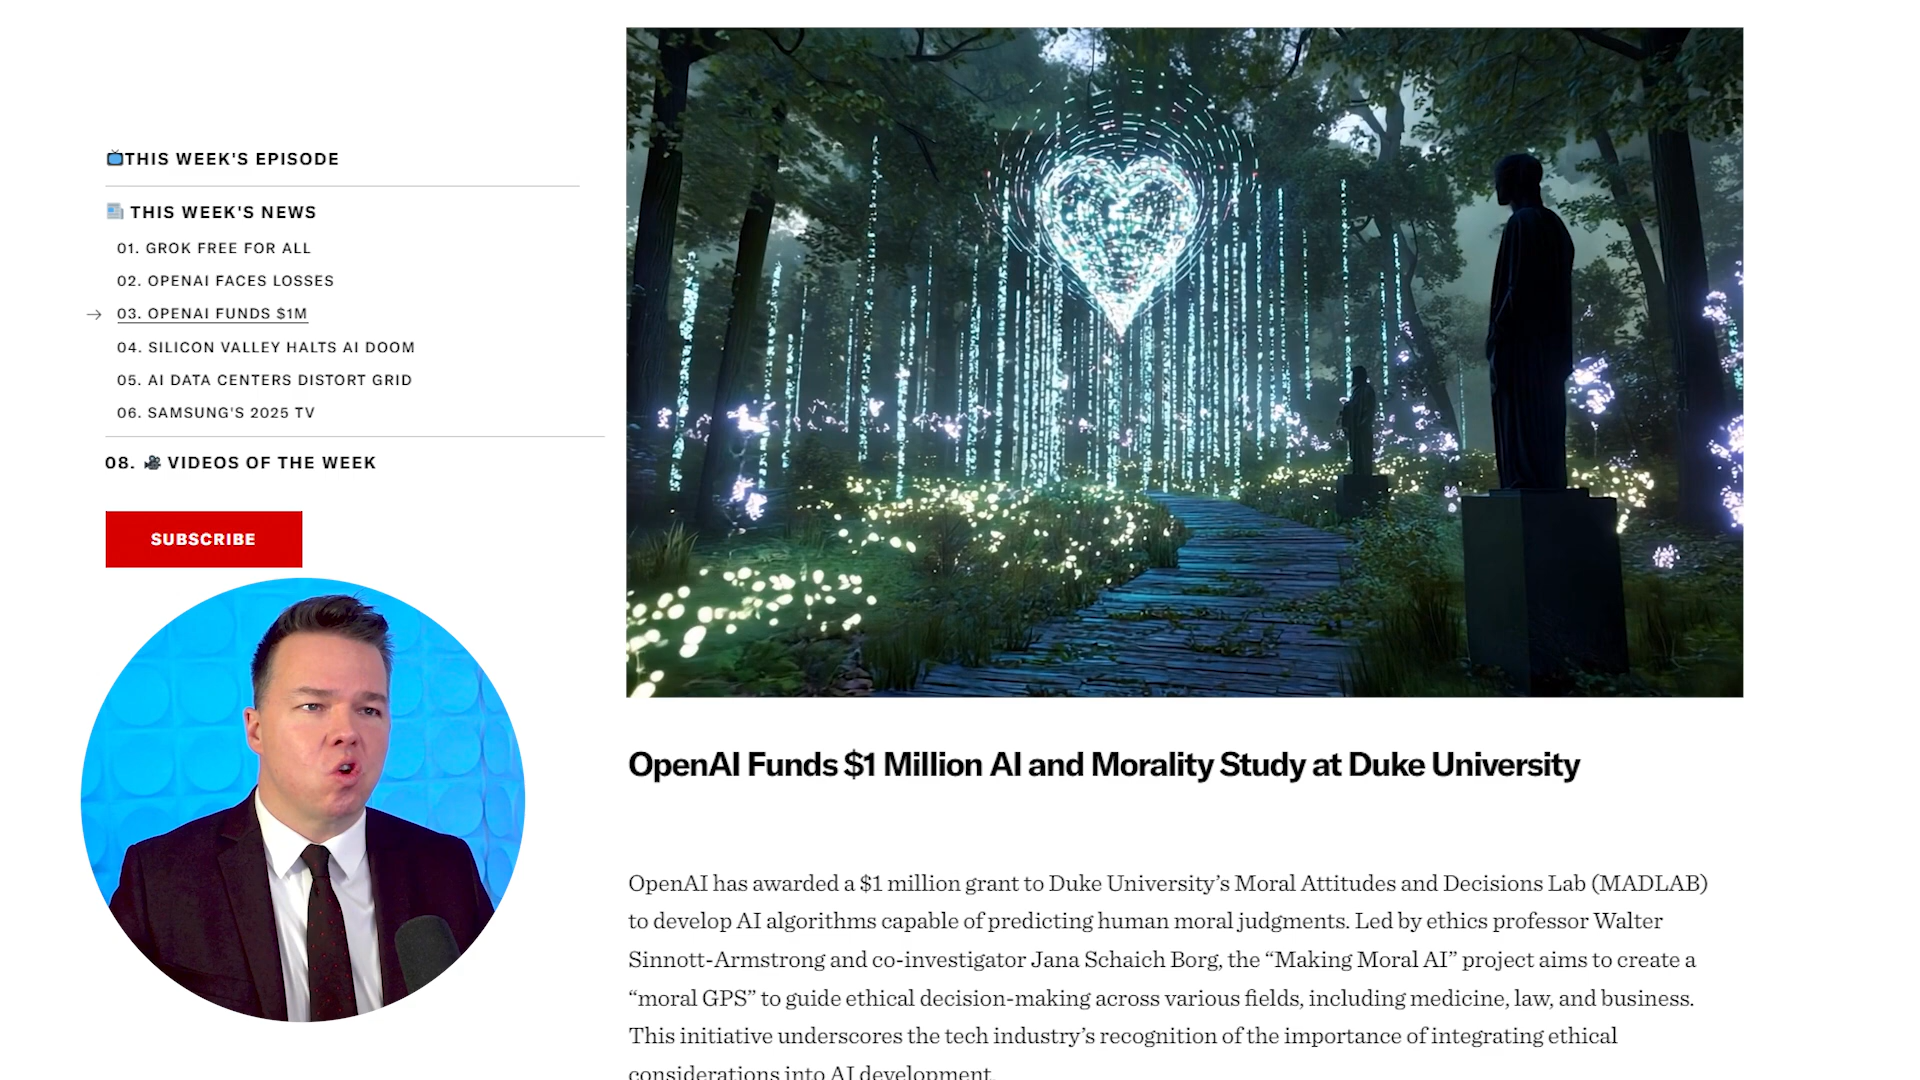 THIS WEEK'S EPISODE
THIS WEEK'S NEWS
01. GROK FREE FOR ALL
02. OPENAI FACES LOSSES
→ 03. OPENAI FUNDS $1M
04. SILICON VALLEY HALTS AI DOOM
05. AI DATA CENTERS DISTORT GRID
06. SAMSUNG'S 2025 TV
08. VIDEOS OF THE WEEK
SUBSCRIBE
OpenAI Funds $1 Million AI and Morality Study at Duke University
OpenAI has awarded a $1 million grant to Duke University’s Moral Attitudes and Decisions Lab (MADLAB)
to develop AI algorithms capable of predicting human moral judgments. Led by ethics professor Walter
Sinnott-Armstrong and co-investigator Jana Schaich Borg, the “Making Moral AI” project aims to create a
“moral GPS” to guide ethical decision-making across various fields, including medicine, law, and business.
This initiative underscores the tech industry’s recognition of the importance of integrating ethical
considerations into AI development.